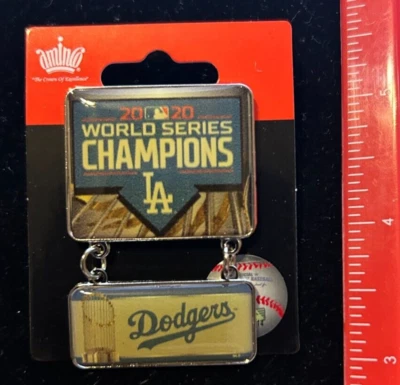 aminco
"The Crown Of Excellence"
2020
WORLD SERIES
CHAMPIONS
LA
Dodgers
5
4
3